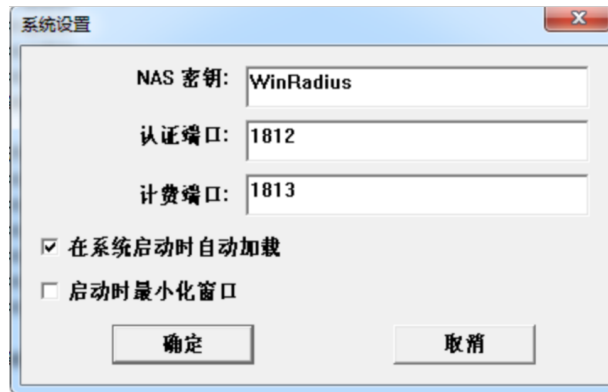 系统设置
NAS 密钥: WinRadius
认证端口: 1812
计费端口: 1813
在系统启动时自动加载
启动时最小化窗口
确定 取消